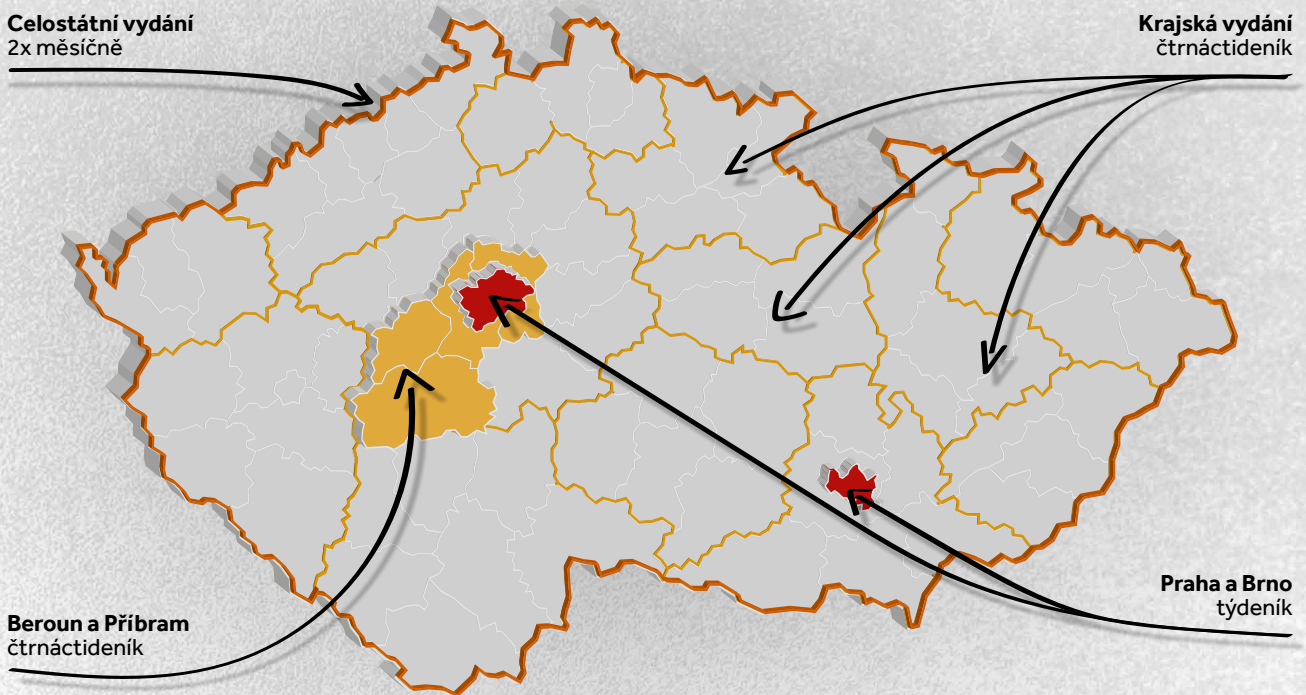 Celostátní vydání
2x měsíčně
Krajská vydání
čtrnáctideník
Beroun a Příbram
čtrnáctideník
Praha a Brno
týdeník